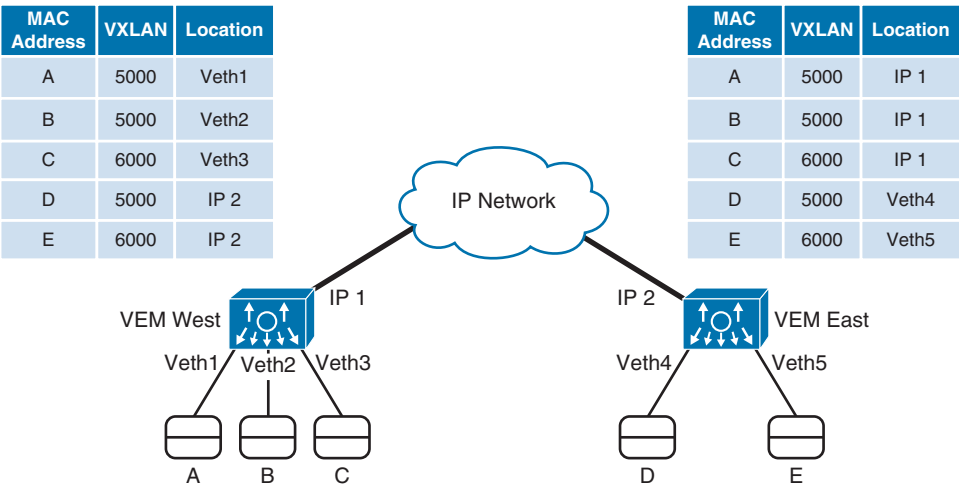 MAC Address VXLAN Location
A 5000 Veth1
B 5000 Veth2
C 6000 Veth3
D 5000 IP 2
E 6000 IP 2
MAC Address VXLAN Location
A 5000 IP 1
B 5000 IP 1
C 6000 IP 1
D 5000 Veth4
E 6000 Veth5
IP Network
IP 1
IP 2
VEM West
VEM East
Veth1 Veth2 Veth3
Veth4 Veth5
A B C
D E